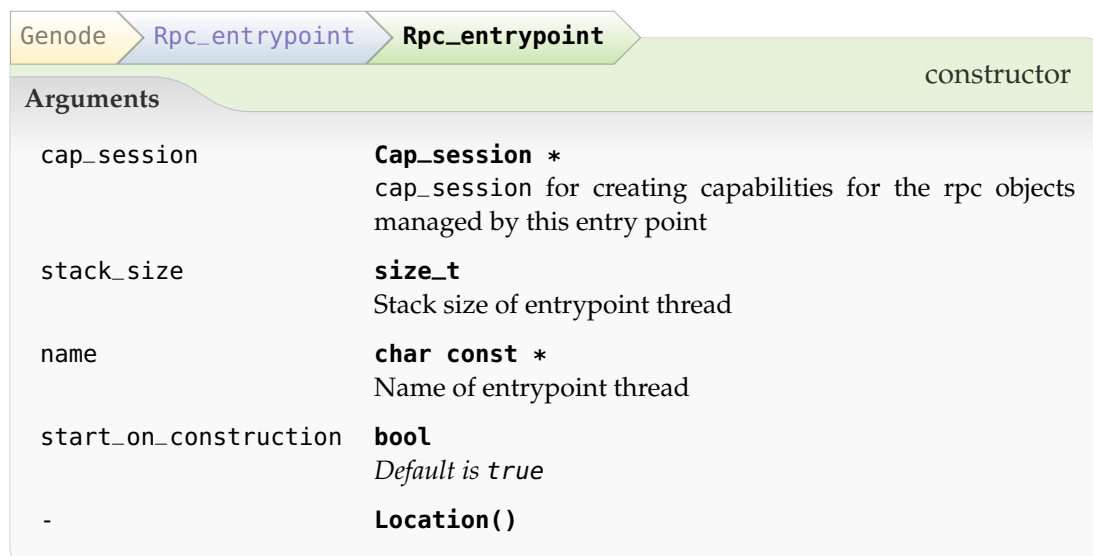 Genode Rpc_entrypoint Rpc_entrypoint
constructor
Arguments
cap_session Cap_session *
cap_session for creating capabilities for the rpc objects
managed by this entry point
stack_size size_t
Stack size of entrypoint thread
name char const *
Name of entrypoint thread
start_on_construction bool
Default is true
- Location()